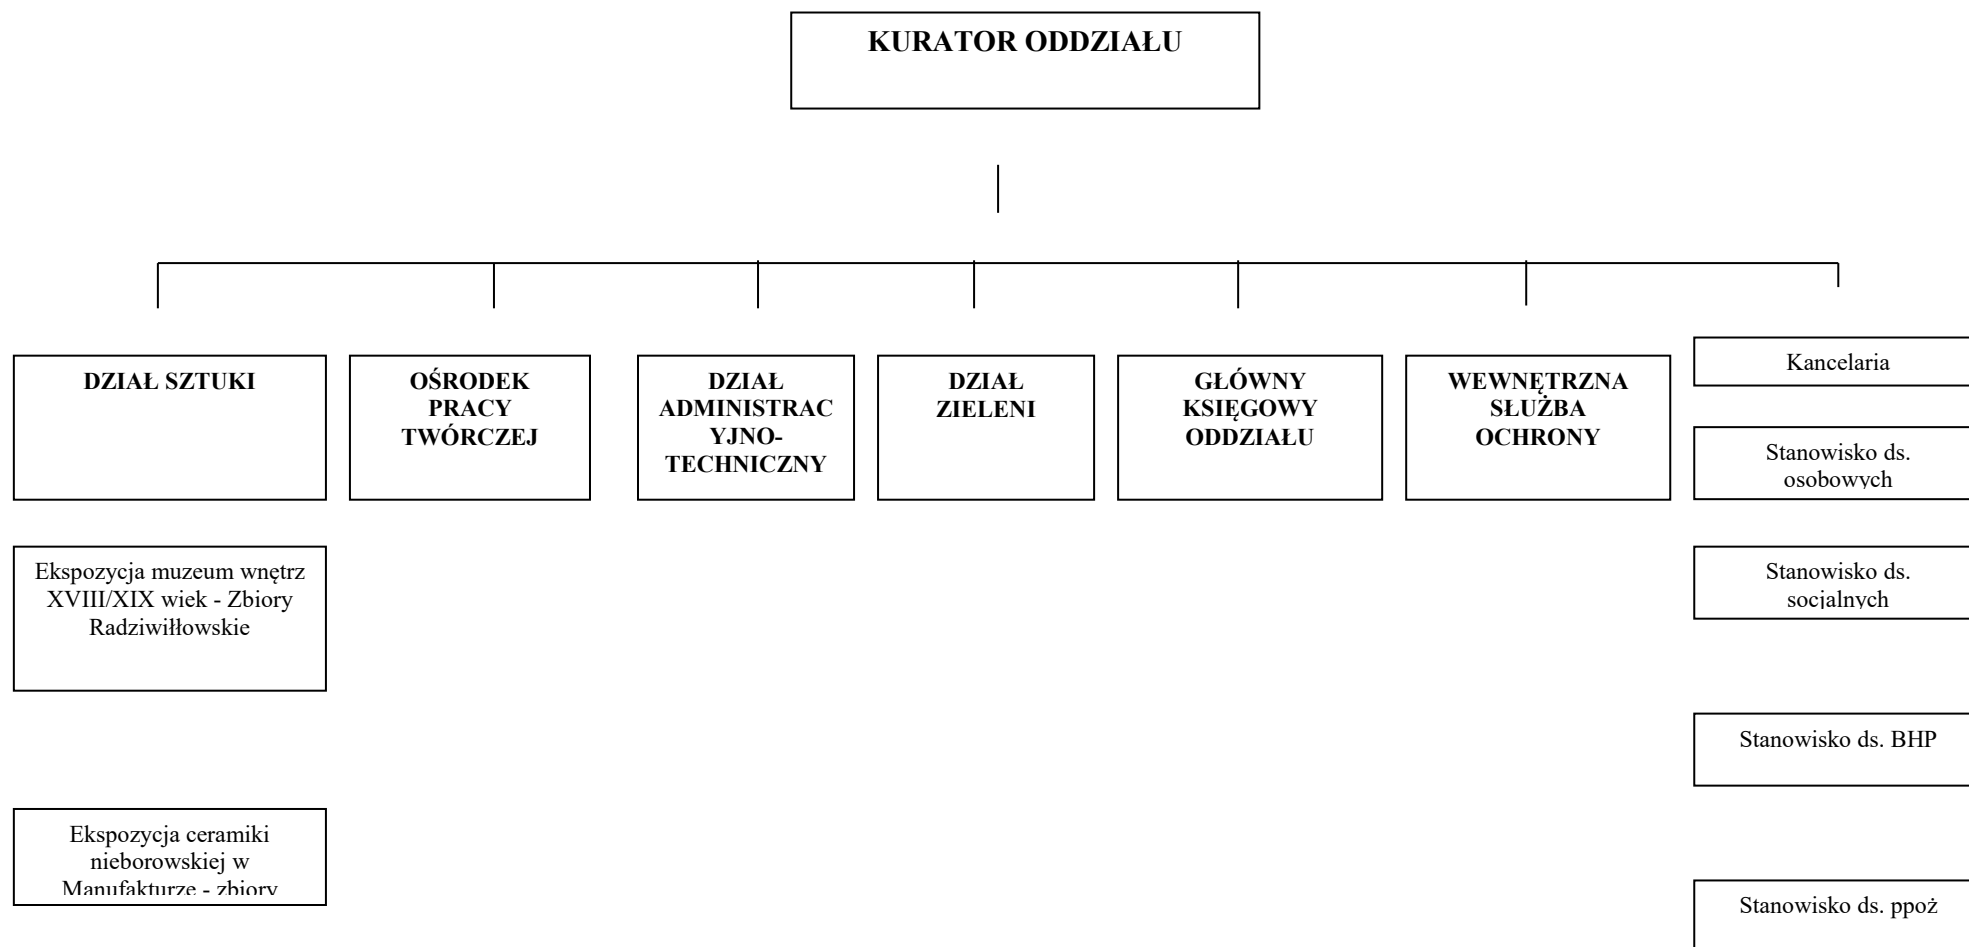 KURATOR ODDZIAŁU
DZIAŁ SZTUKI
OŚRODEK
PRACY
TWÓRCZEJ
DZIAŁ
ADMINISTRAC
YJNO-
TECHNICZNY
DZIAŁ
ZIELENI
GŁÓWNY
KSIĘGOWY
ODDZIAŁU
WEWNĘTRZNA
SŁUŻBA
OCHRONY
Kancelaria
Stanowisko ds.
osobowych
Ekspozycja muzeum wnętrz
XVIII/XIX wiek - Zbiory
Radziwiłłowskie
Stanowisko ds.
socjalnych
Stanowisko ds. BHP
Ekspozycja ceramiki
nieborowskiej w
Manufakturze - zbiory
Stanowisko ds. ppoż